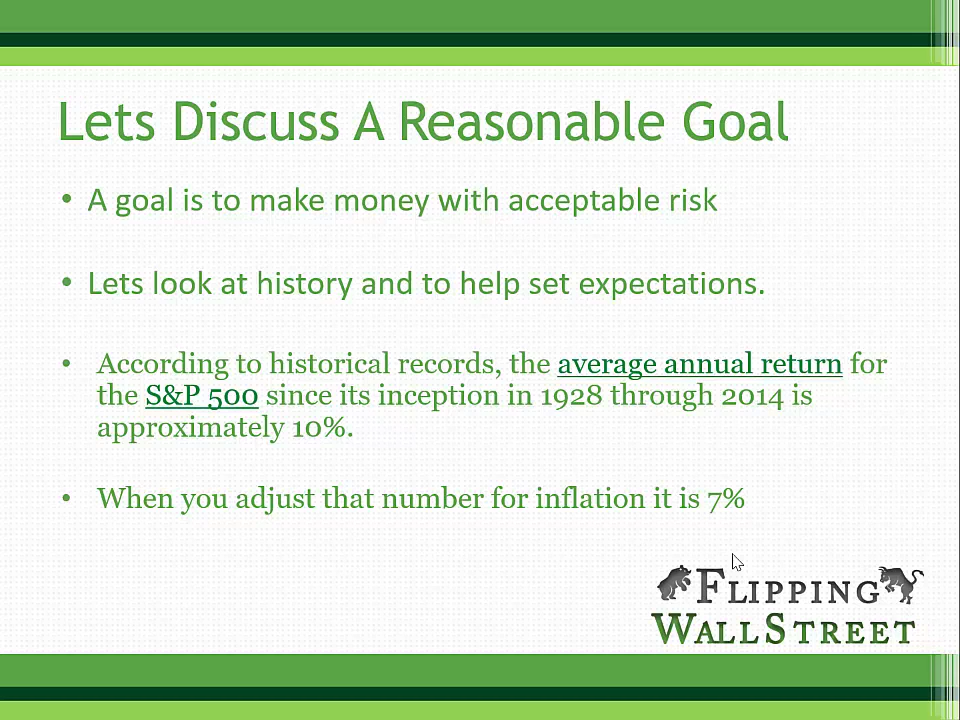 Lets Discuss A Reasonable Goal
• A goal is to make money with acceptable risk
• Lets look at history and to help set expectations.
• According to historical records, the average annual return for
the S&P 500 since its inception in 1928 through 2014 is
approximately 10%.
• When you adjust that number for inflation it is 7%
FLIPPING
WALLSTREET